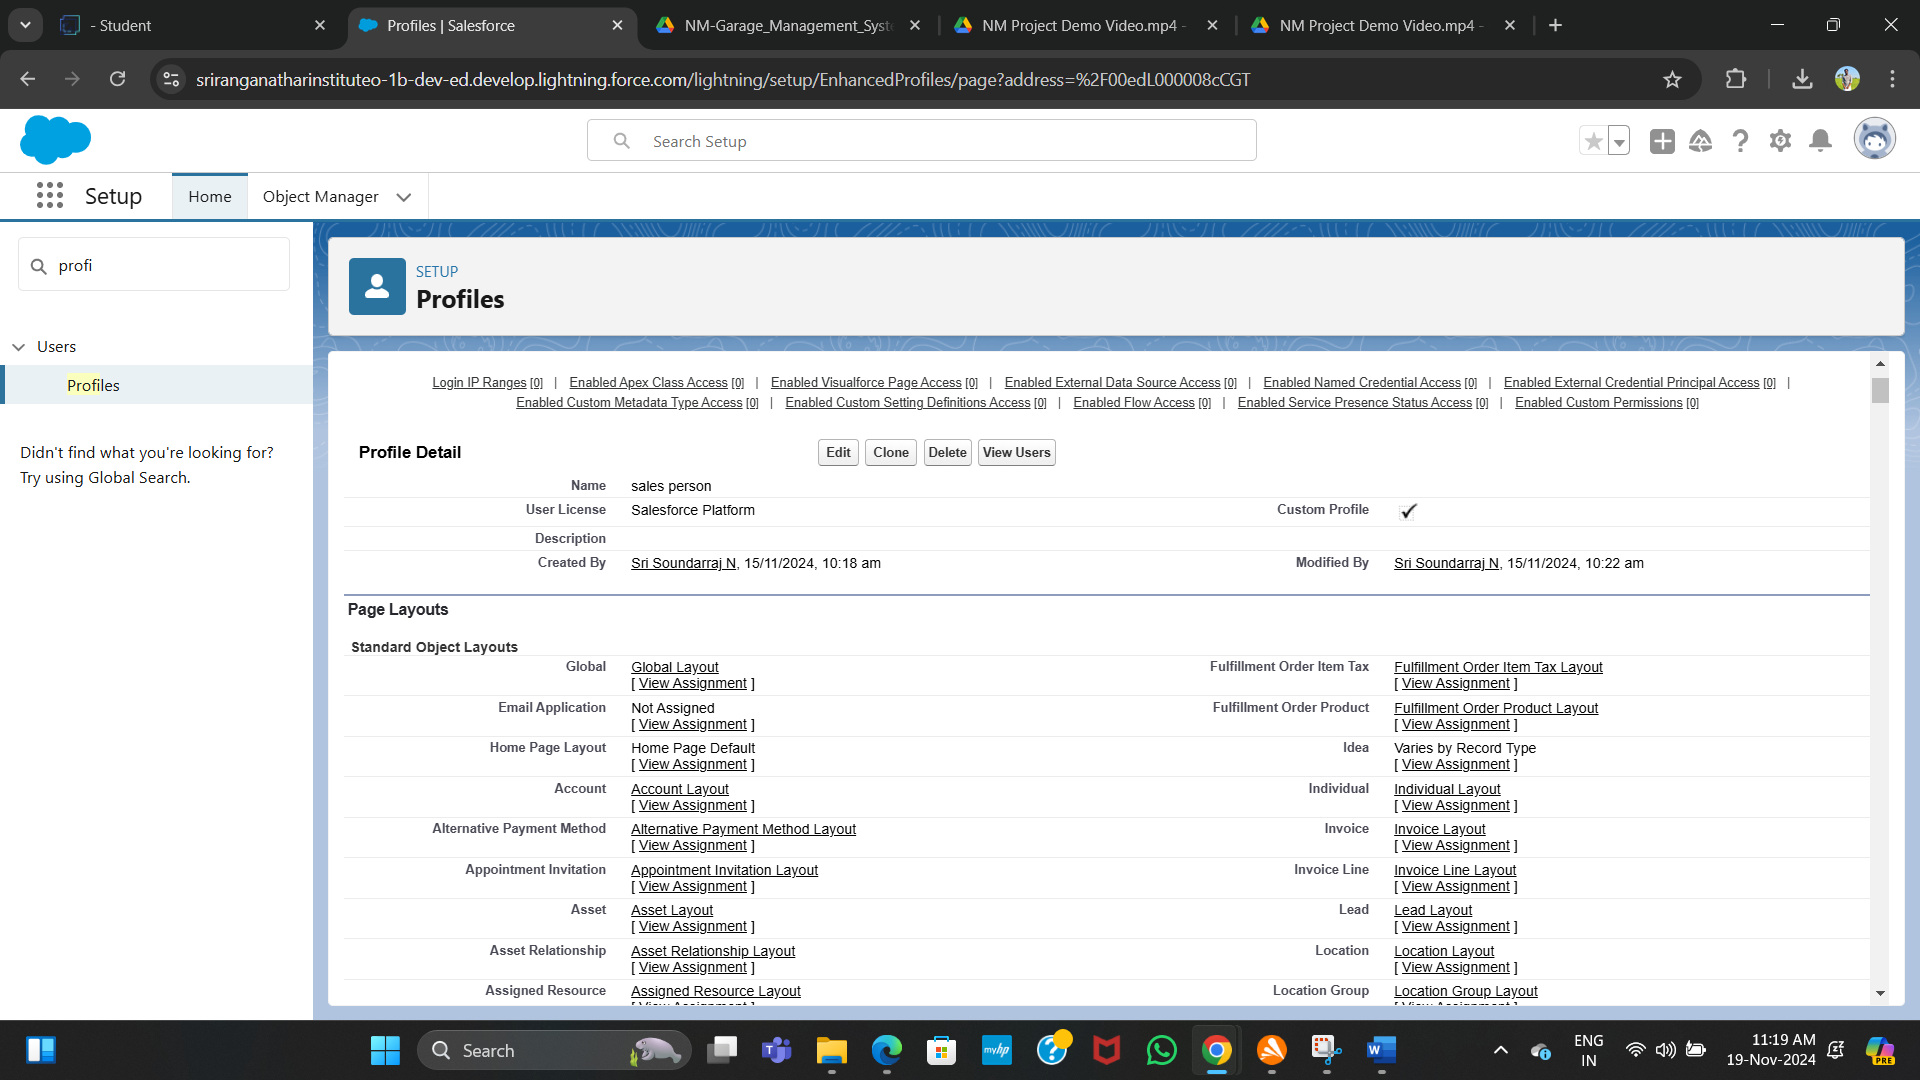 - Student
Profiles | Salesforce
NM-Garage_Management_Syste
NM Project Demo Video.mp4 -
NM Project Demo Video.mp4 -
sriranganatharinstituteo-1b-dev-ed.develop.lightning.force.com/lightning/setup/EnhancedProfiles/page?address=%2F00edL000008cCGT
Search Setup
Setup
Home
Object Manager
profi
Users
Profiles
Didn't find what you're looking for?
Try using Global Search.
SETUP
Profiles
Login IP Ranges [0] | Enabled Apex Class Access [0] | Enabled Visualforce Page Access [0] | Enabled External Data Source Access [0] | Enabled Named Credential Access [0] | Enabled External Credential Principal Access [0] |
Enabled Custom Metadata Type Access [0] | Enabled Custom Setting Definitions Access [0] | Enabled Flow Access [0] | Enabled Service Presence Status Access [0] | Enabled Custom Permissions [0]
Profile Detail Edit Clone Delete View Users
Name sales person
User License Salesforce Platform Custom Profile ✓
Description
Created By Sri Soundarraj N, 15/11/2024, 10:18 am Modified By Sri Soundarraj N, 15/11/2024, 10:22 am
Page Layouts
Standard Object Layouts
Global Global Layout Fulfillment Order Item Tax Fulfillment Order Item Tax Layout
[ View Assignment ] [ View Assignment ]
Email Application Not Assigned Fulfillment Order Product Fulfillment Order Product Layout
[ View Assignment ] [ View Assignment ]
Home Page Layout Home Page Default Idea Varies by Record Type
[ View Assignment ] [ View Assignment ]
Account Account Layout Individual Individual Layout
[ View Assignment ] [ View Assignment ]
Alternative Payment Method Alternative Payment Method Layout Invoice Invoice Layout
[ View Assignment ] [ View Assignment ]
Appointment Invitation Appointment Invitation Layout Invoice Line Invoice Line Layout
[ View Assignment ] [ View Assignment ]
Asset Asset Layout Lead Lead Layout
[ View Assignment ] [ View Assignment ]
Asset Relationship Asset Relationship Layout Location Location Layout
[ View Assignment ] [ View Assignment ]
Assigned Resource Assigned Resource Layout Location Group Location Group Layout
Search
myhp
W
PRE
ENG
IN
11:19 AM
19-Nov-2024